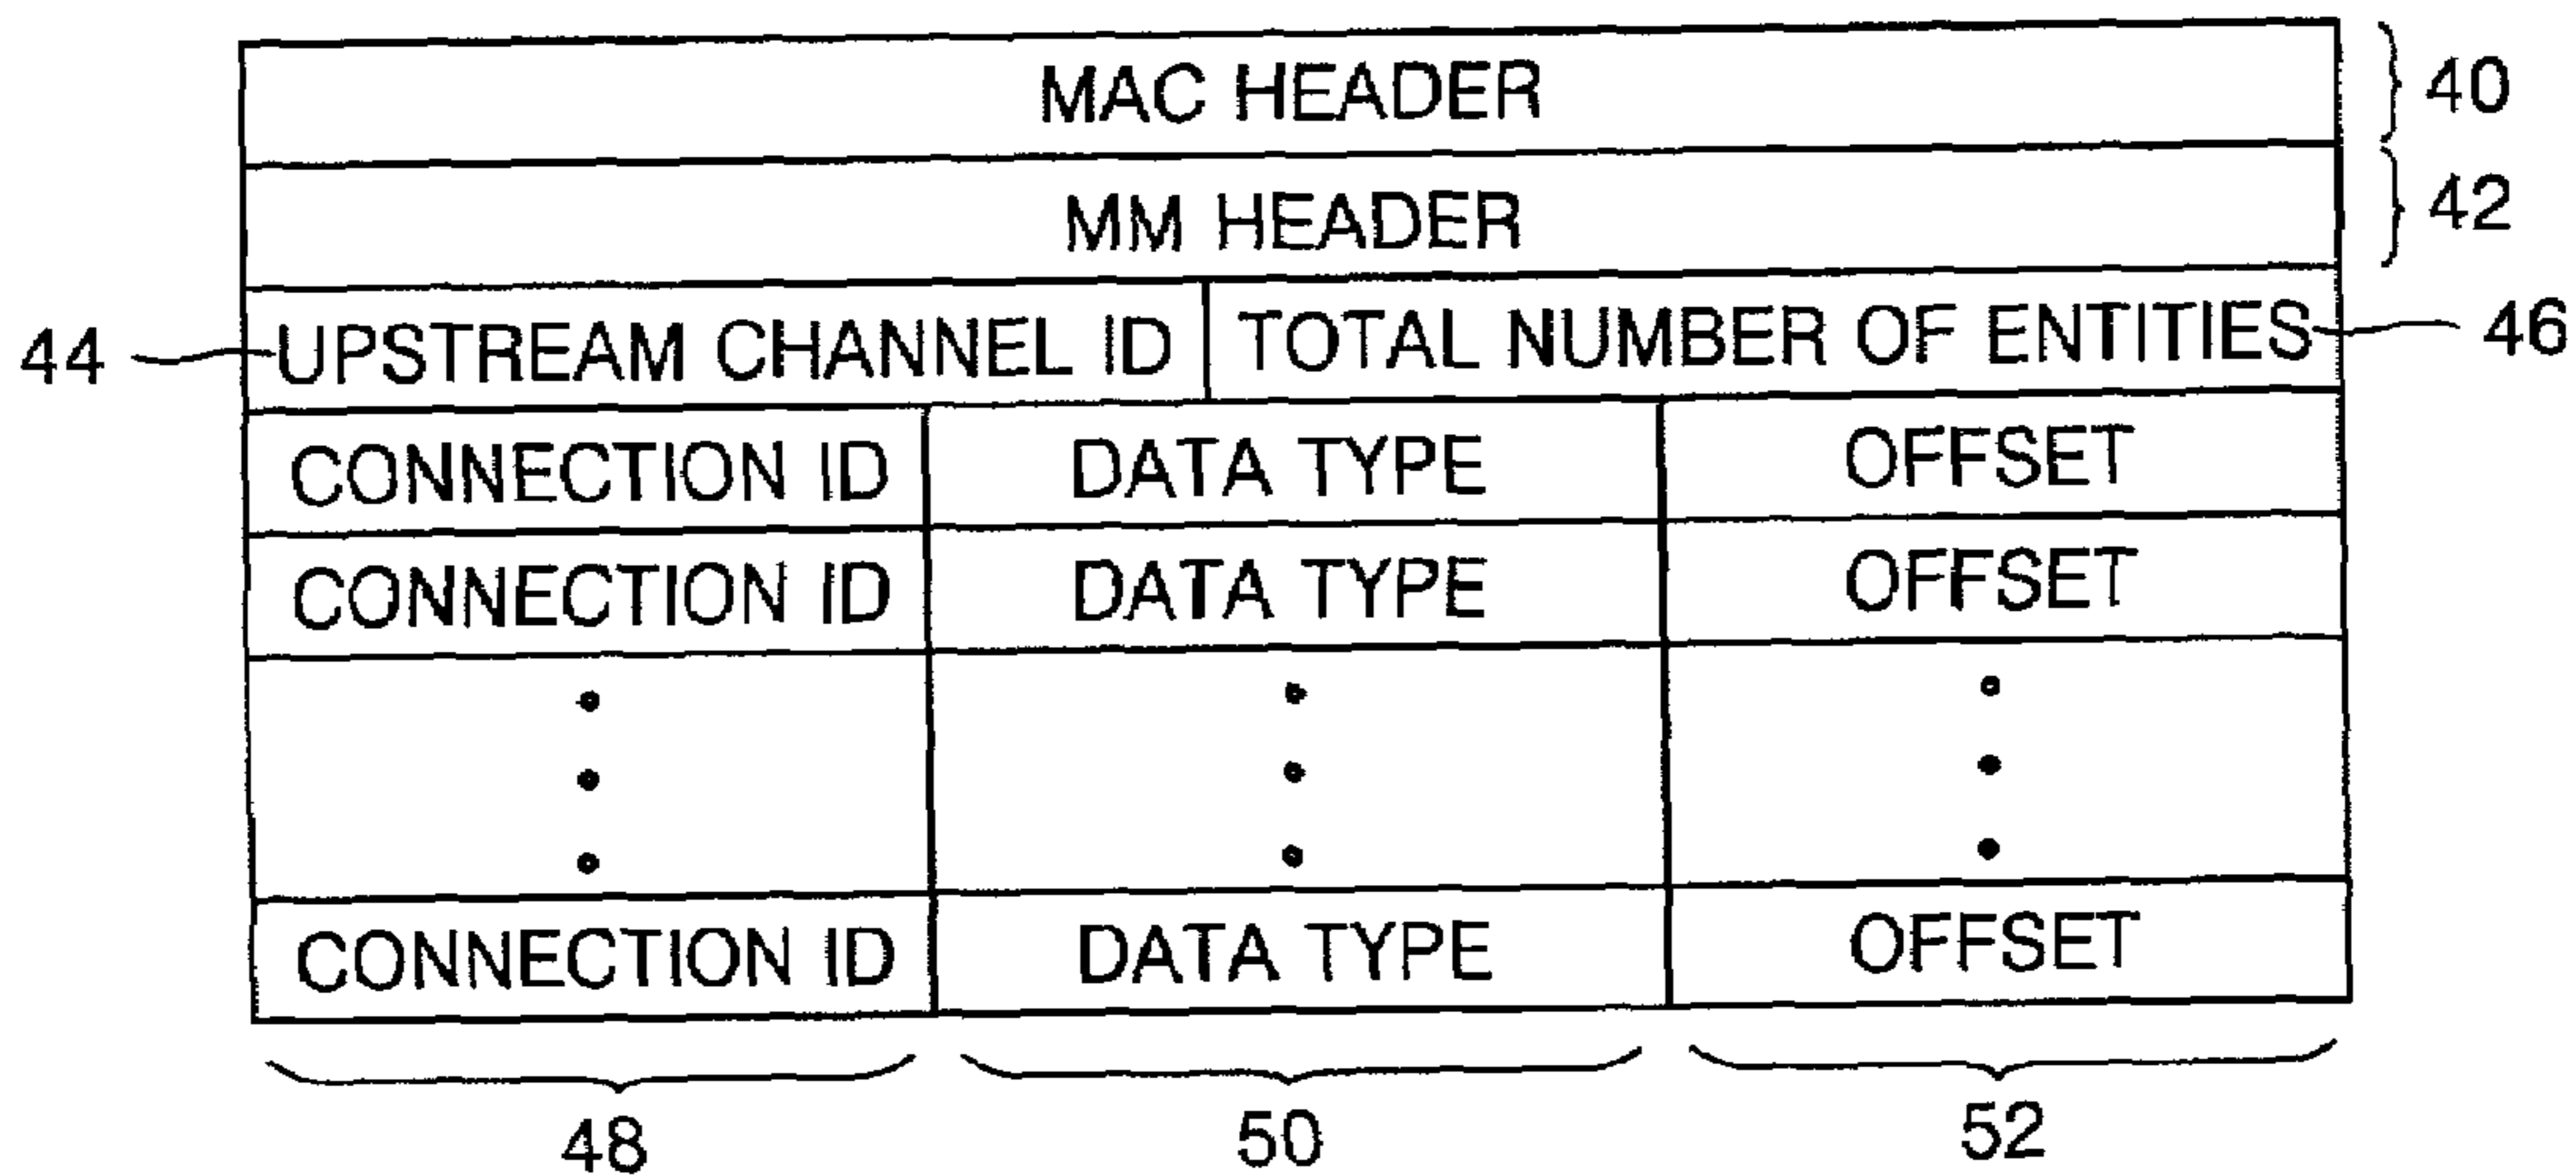 MAC HEADER 40
MM HEADER 42
44 UPSTREAM CHANNEL ID TOTAL NUMBER OF ENTITIES 46
CONNECTION ID DATA TYPE OFFSET
CONNECTION ID DATA TYPE OFFSET
CONNECTION ID DATA TYPE OFFSET
48 50 52